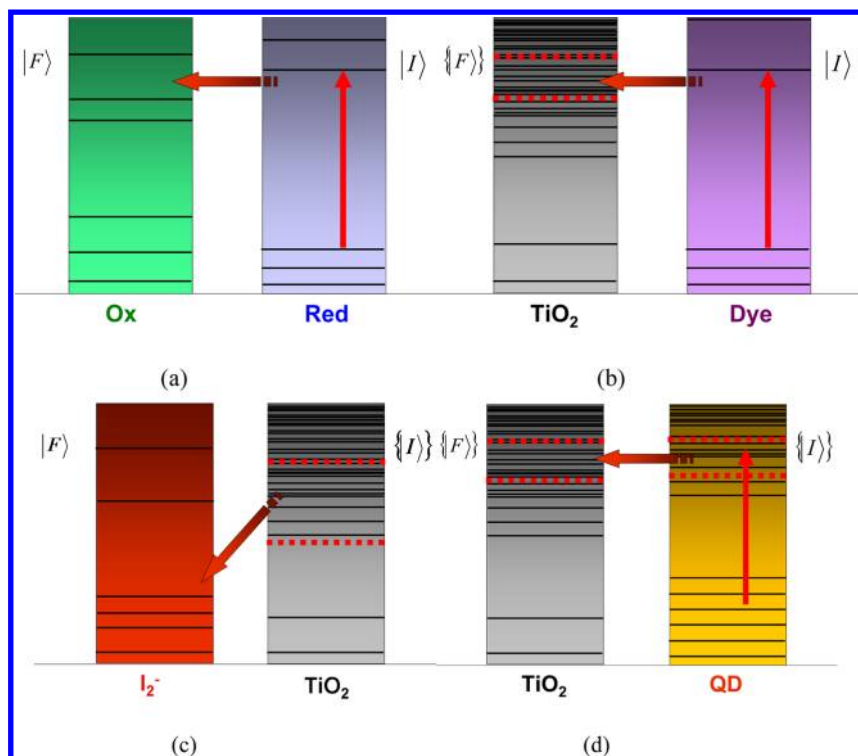 |F⟩ |I⟩ {|F⟩} |I⟩
Ox Red TiO₂ Dye
(a) (b)
|F⟩ {|I⟩} {|F⟩} {|I⟩}
I₂⁻ TiO₂ TiO₂ QD
(c) (d)